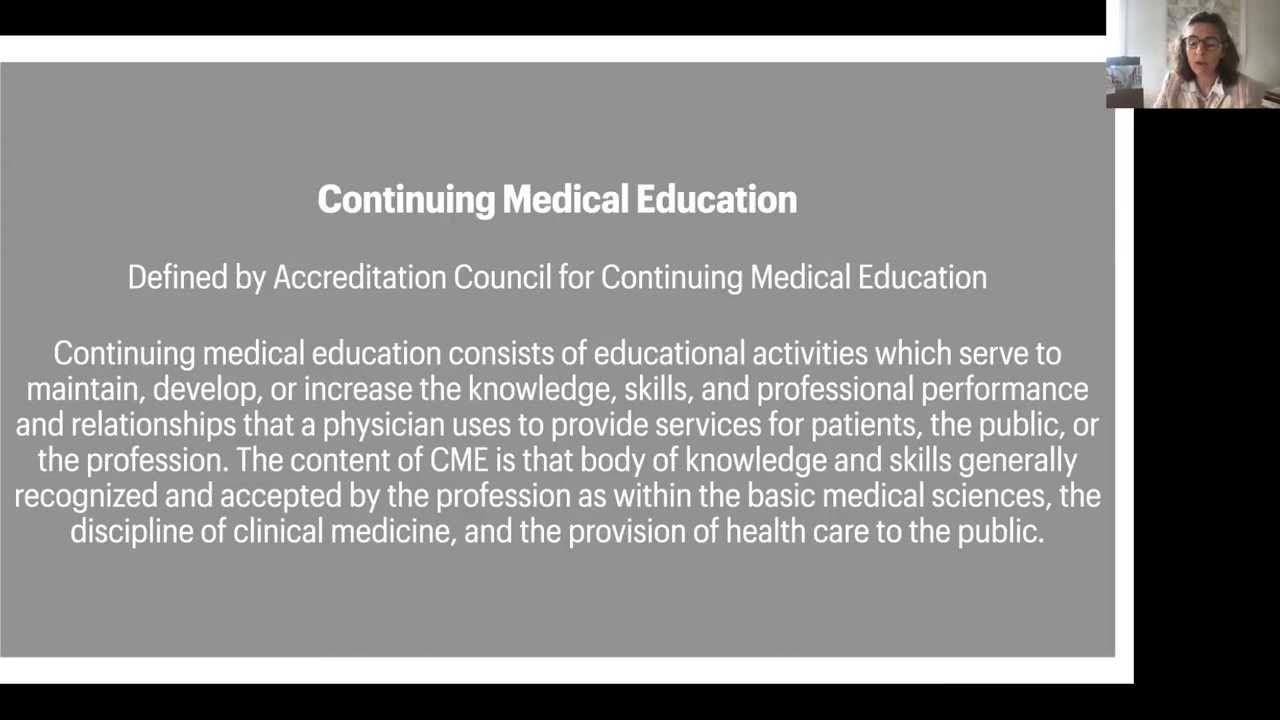 Continuing Medical Education
Defined by Accreditation Council for Continuing Medical Education
Continuing medical education consists of educational activities which serve to
maintain, develop, or increase the knowledge, skills, and professional performance
and relationships that a physician uses to provide services for patients, the public, or
the profession. The content of CME is that body of knowledge and skills generally
recognized and accepted by the profession as within the basic medical sciences, the
discipline of clinical medicine, and the provision of health care to the public.